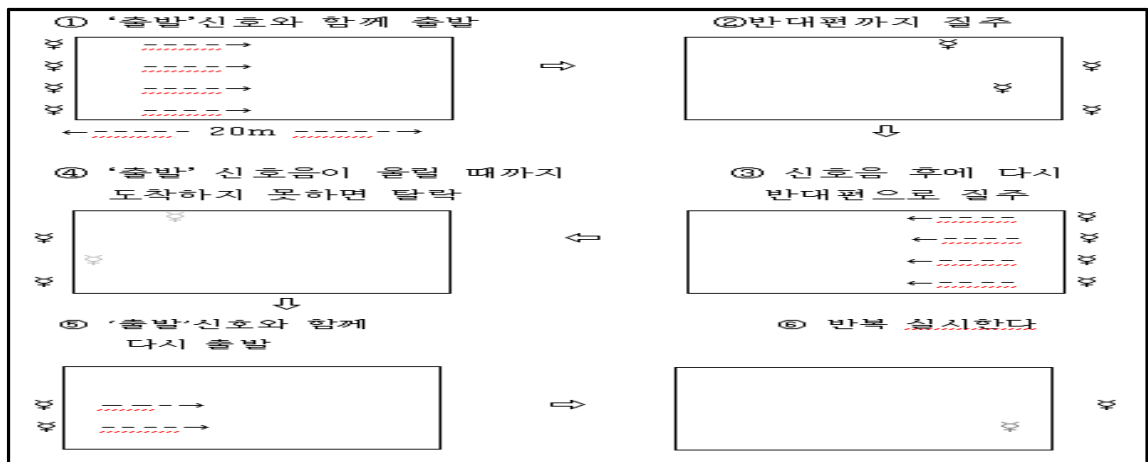 ① ‘출발’신호와 함께 출발
②반대편까지 질주
20m
③ 신호음 후에 다시
반대편으로 질주
④ ‘출발’ 신호음이 울릴 때까지
도착하지 못하면 탈락
⑤ ‘출발’신호와 함께
다시 출발
⑥ 반복 실시한다